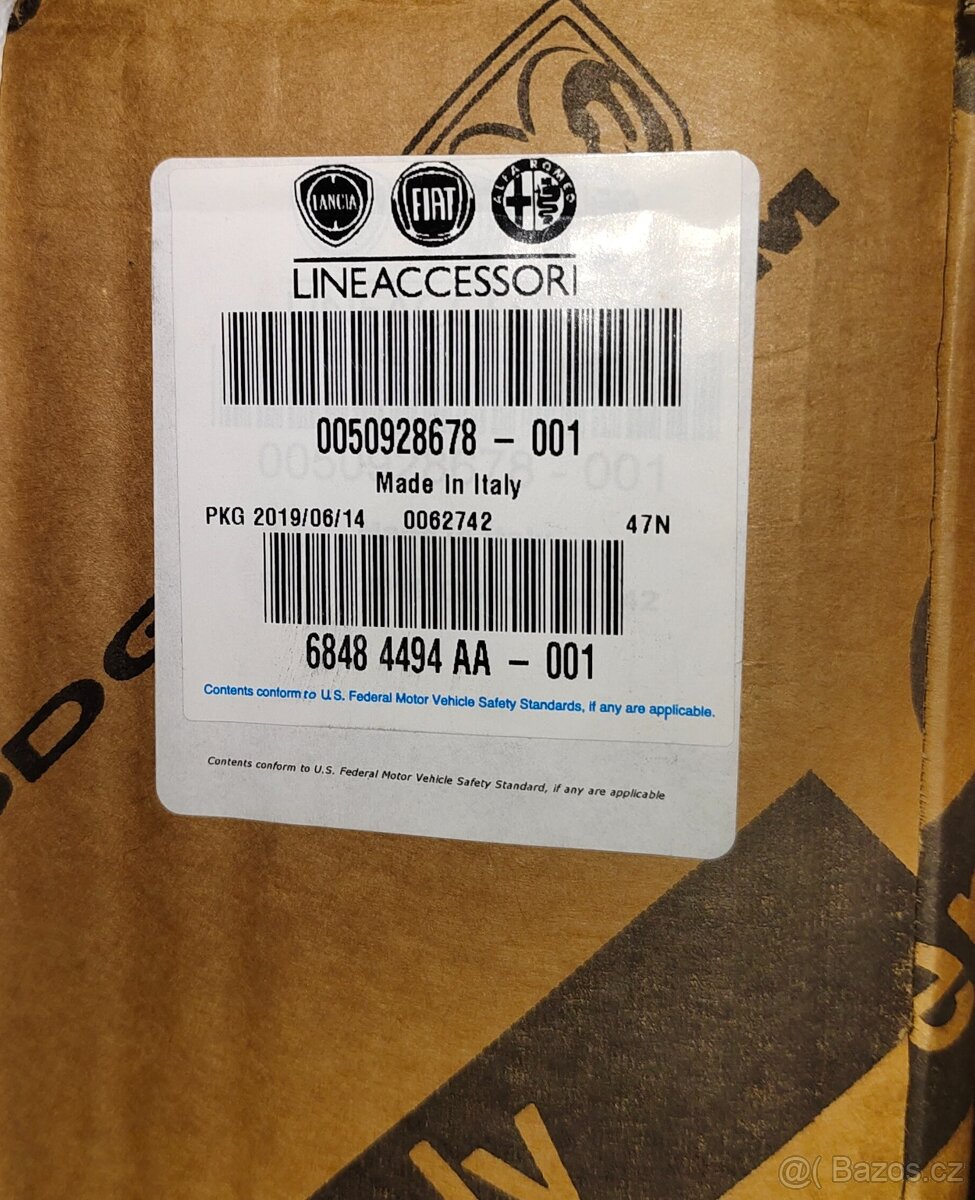 LANCIA
FIAT
ALFA ROMEO
LINEACCESSORI
0050928678 - 001
Made In Italy
PKG 2019/06/14 0062742 47N
6848 4494 AA - 001
Contents conform to U.S. Federal Motor Vehicle Safety Standards, if any are applicable.
Contents conform to U.S. Federal Motor Vehicle Safety Standard, if any are applicable
@( Bazos.cz